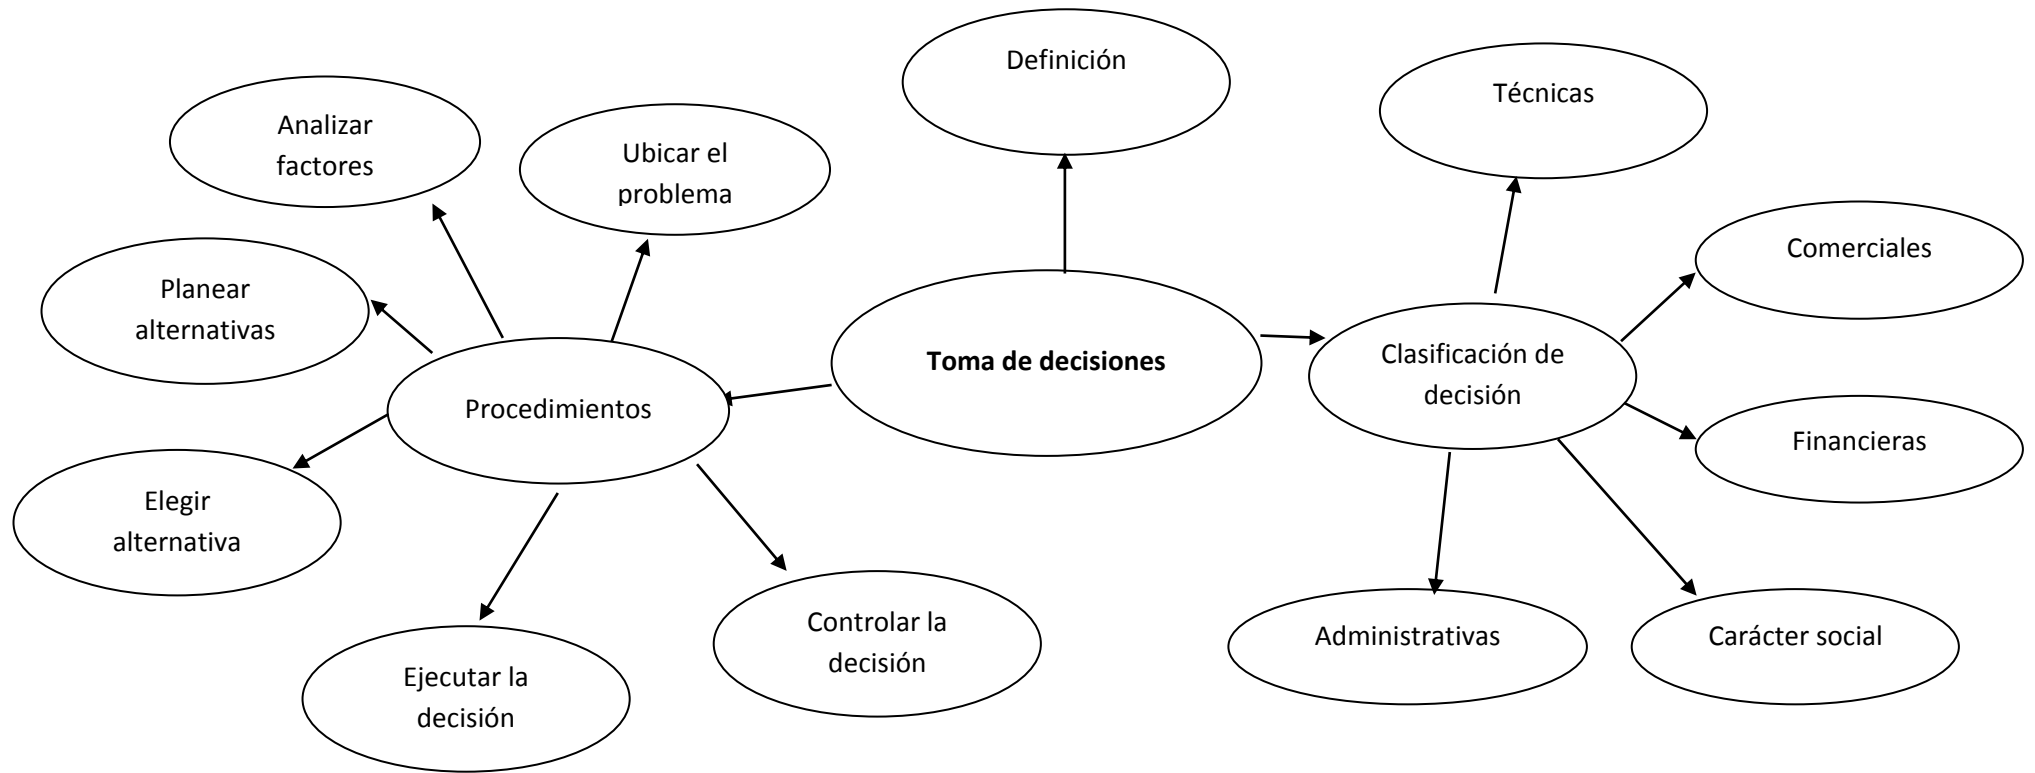 Definición
Técnicas
Analizar
factores
Ubicar el
problema
Comerciales
Planear
alternativas
Toma de decisiones
Clasificación de
decisión
Procedimientos
Financieras
Elegir
alternativa
Controlar la
decisión
Administrativas
Carácter social
Ejecutar la
decisión